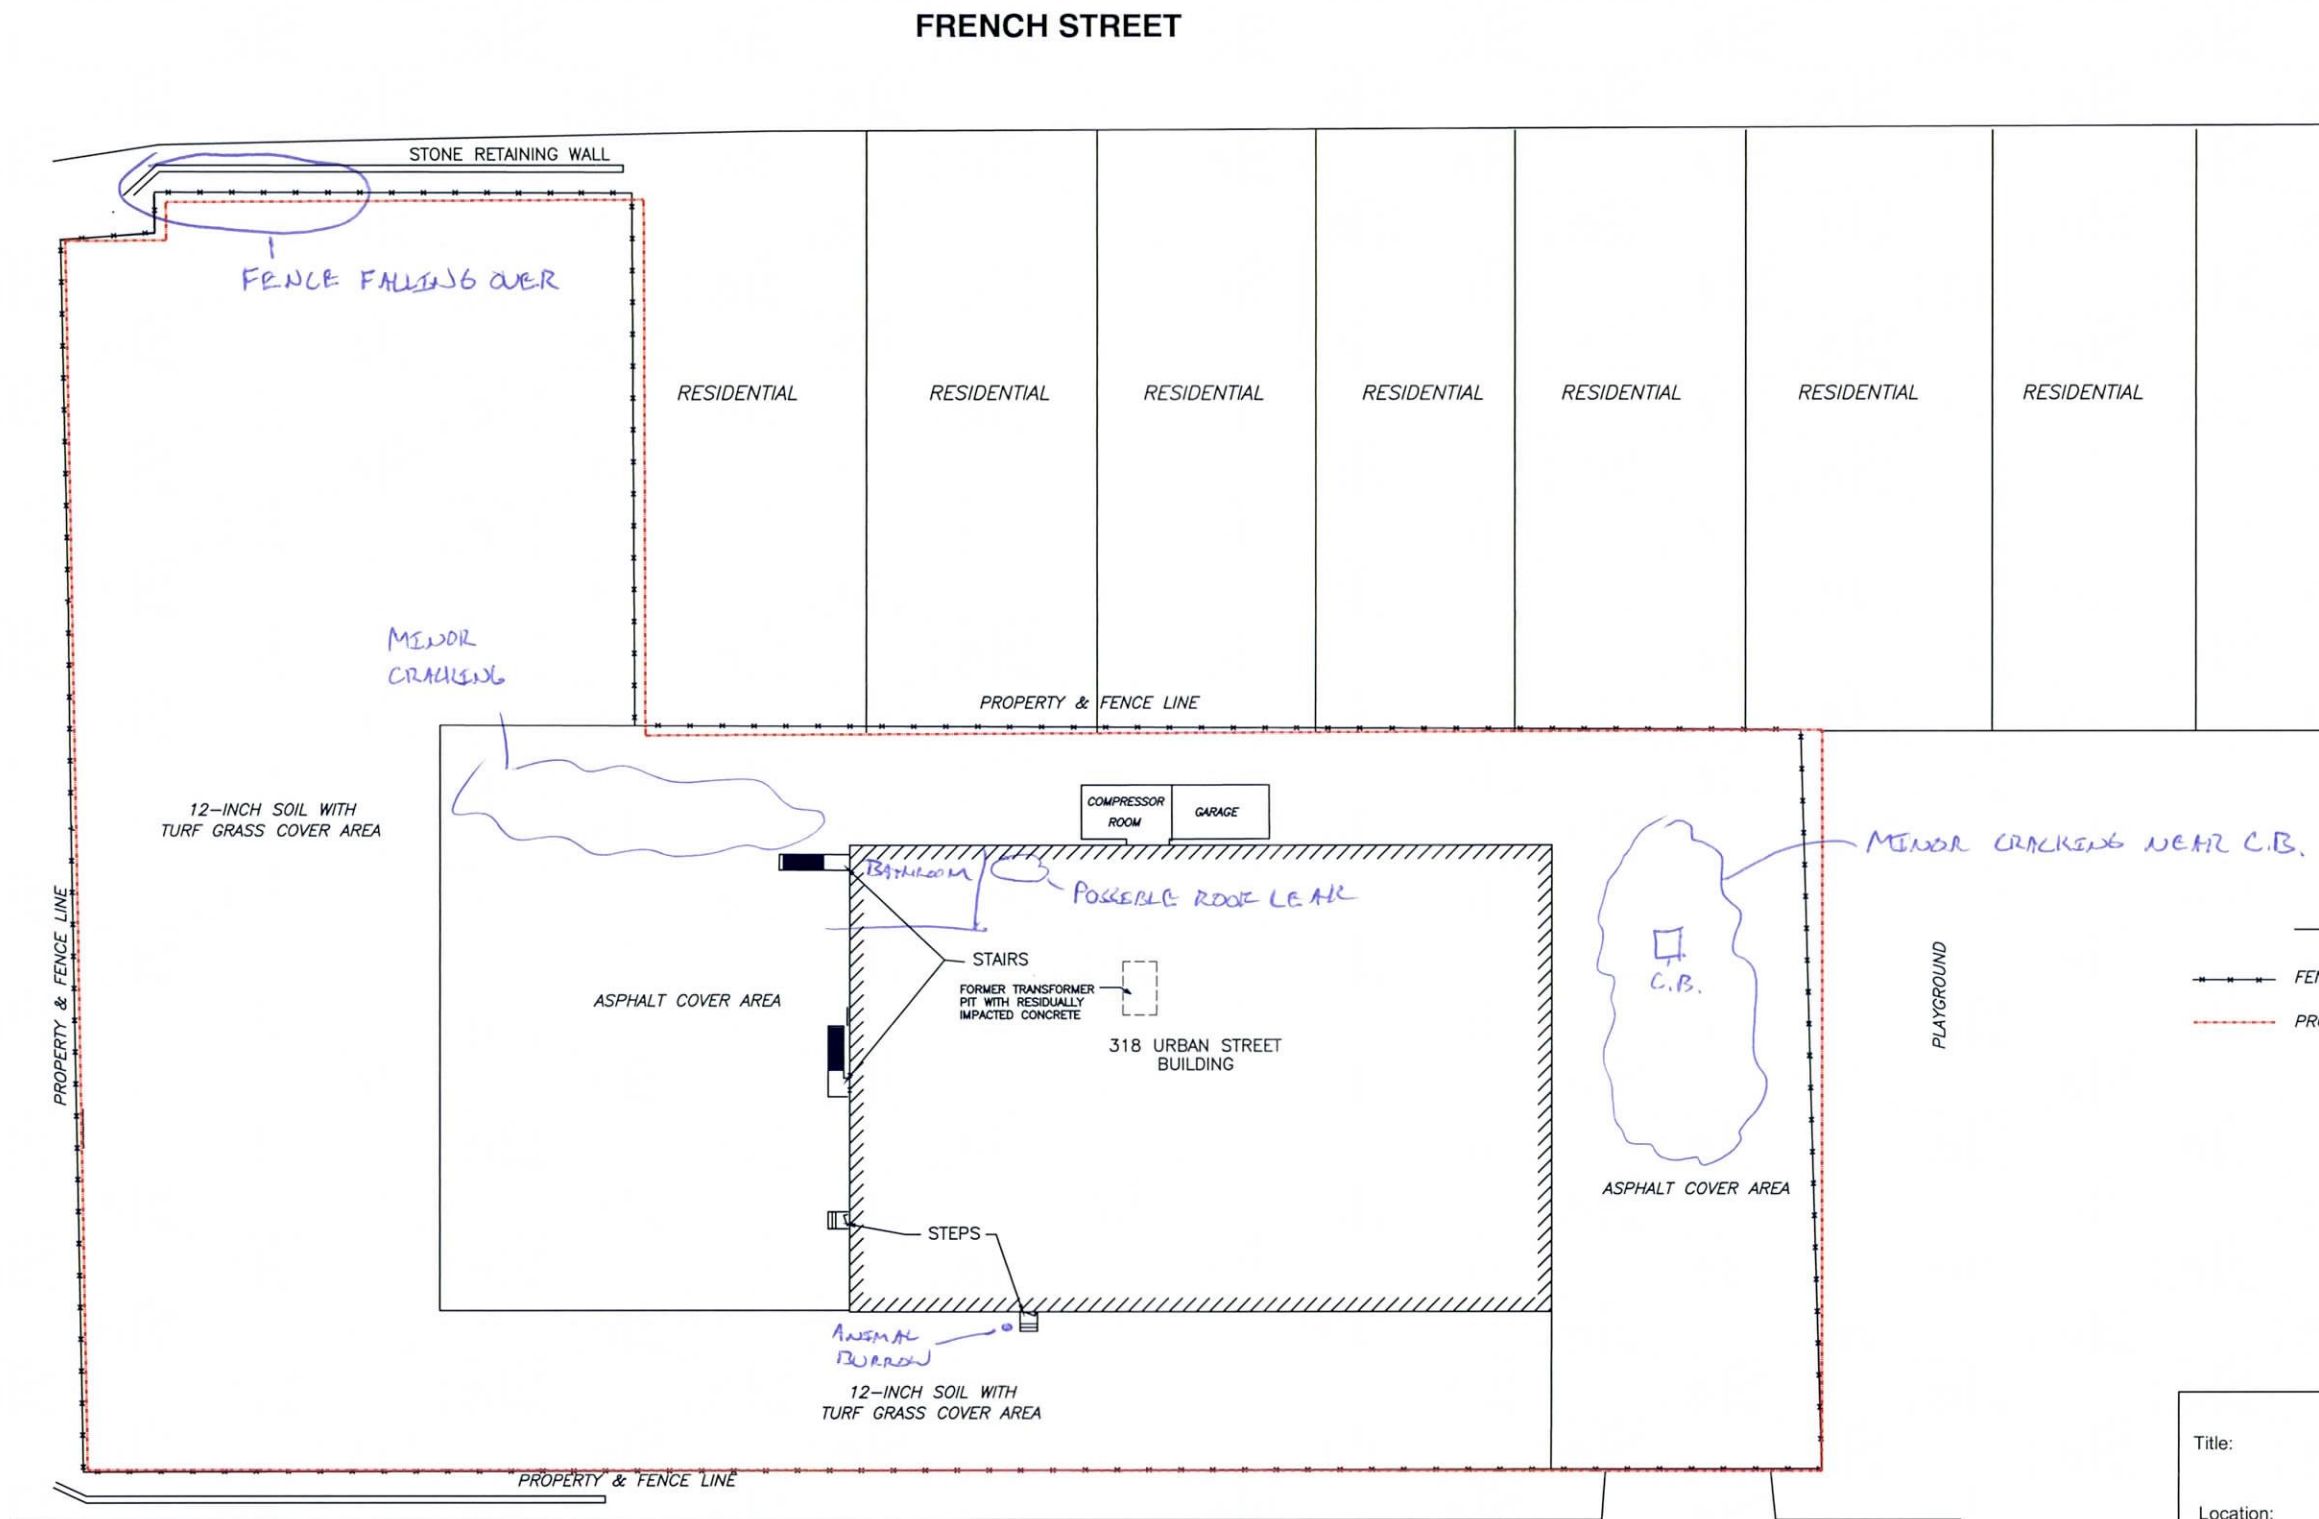 FRENCH STREET
STONE RETAINING WALL
FENCE FALLING OVER
RESIDENTIAL
RESIDENTIAL
RESIDENTIAL
RESIDENTIAL
RESIDENTIAL
RESIDENTIAL
RESIDENTIAL
MINOR
CRACKING
PROPERTY & FENCE LINE
12-INCH SOIL WITH
TURF GRASS COVER AREA
COMPRESSOR
ROOM
GARAGE
MINOR CRACKING NEAR C.B.
BATHROOM
POSSIBLE ROOF LEAK
PROPERTY & FENCE LINE
STAIRS
C.B.
ASPHALT COVER AREA
FORMER TRANSFORMER
PIT WITH RESIDUALLY
IMPACTED CONCRETE
PLAYGROUND
318 URBAN STREET
BUILDING
ASPHALT COVER AREA
STEPS
ANIMAL
BURROW
12-INCH SOIL WITH
TURF GRASS COVER AREA
PROPERTY & FENCE LINE
Title:
Location: